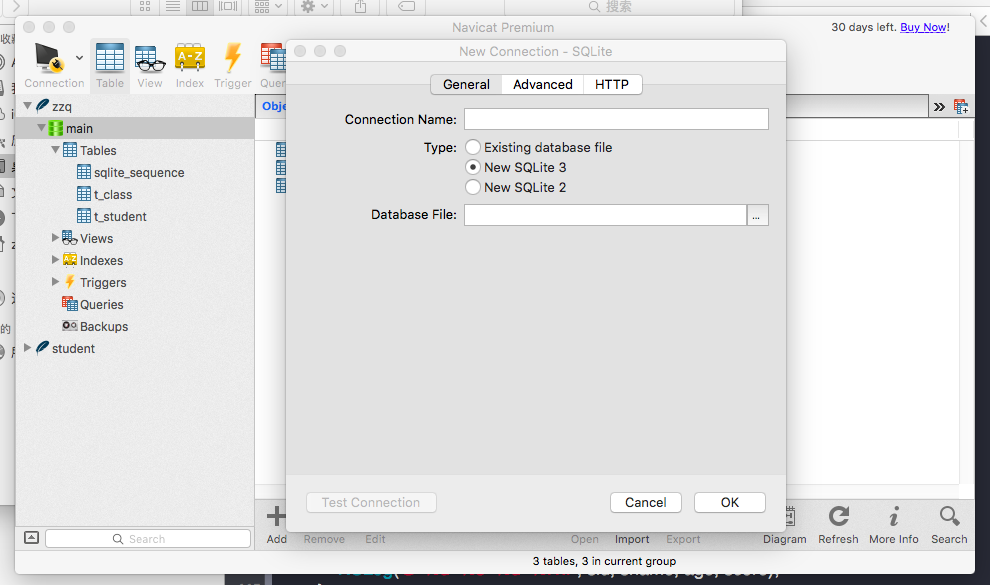 搜索
Navicat Premium
30 days left. Buy Now!
New Connection - SQLite
Connection
Table
View
Index
Trigger
General
Advanced
HTTP
zzq
main
Tables
sqlite_sequence
t_class
t_student
Views
Indexes
Triggers
Queries
Backups
student
Connection Name:
Type:
Existing database file
New SQLite 3
New SQLite 2
Database File:
...
Test Connection
Cancel
OK
Search
Add
Remove
Edit
Open
Import
Export
Diagram
Refresh
More Info
Search
3 tables, 3 in current group